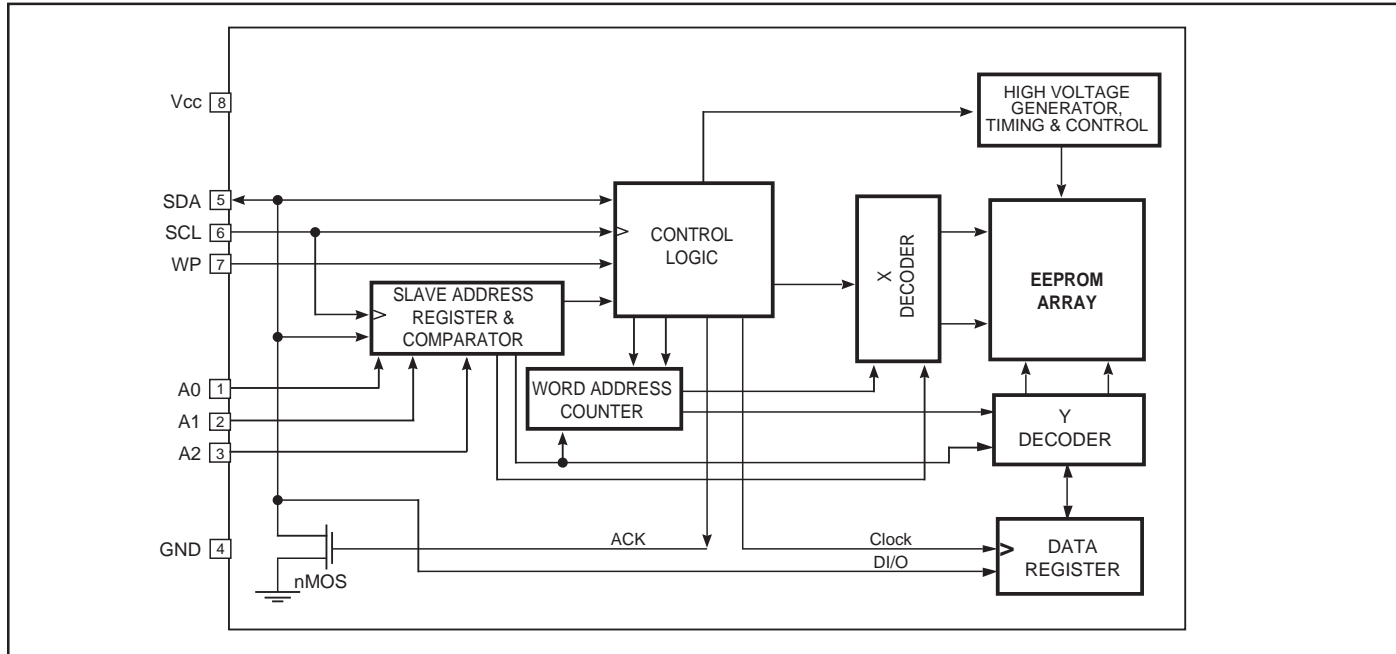 Vcc 8
HIGH VOLTAGE
GENERATOR,
TIMING & CONTROL
SDA 5
SCL 6
WP 7
CONTROL
LOGIC
X
DECODER
EEPROM
ARRAY
SLAVE ADDRESS
REGISTER &
COMPARATOR
A0 1
A1 2
A2 3
WORD ADDRESS
COUNTER
Y
DECODER
GND 4
nMOS
ACK
Clock
DI/O
DATA
REGISTER